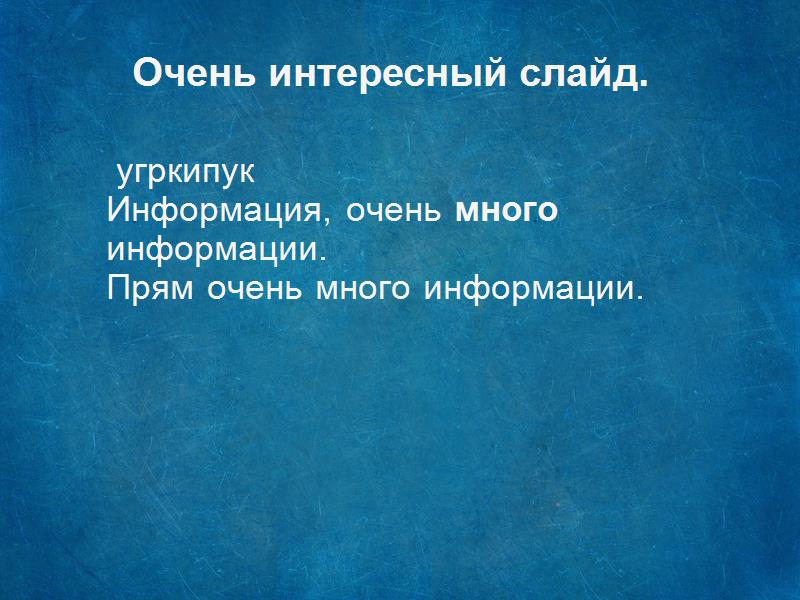 Очень интересный слайд.
угркипук
Информация, очень много
информации.
Прям очень много информации.